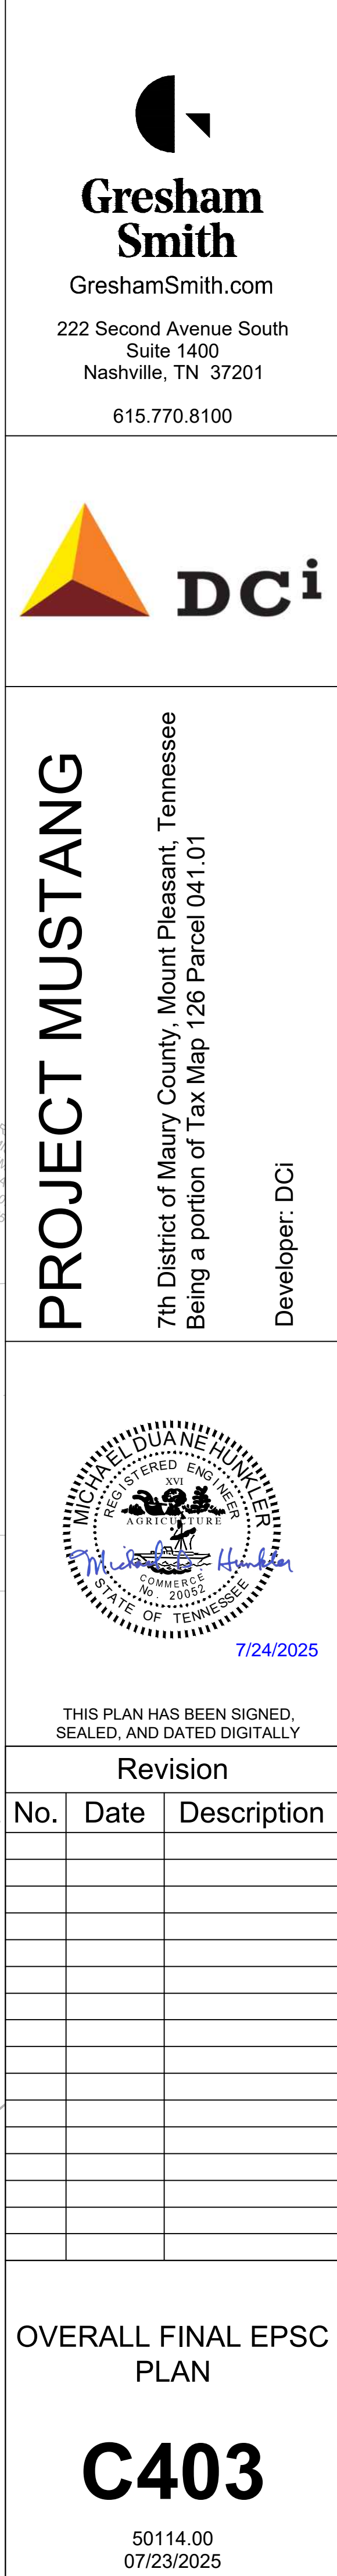 Gresham
Smith
GreshamSmith.com
222 Second Avenue South
Suite 1400
Nashville, TN  37201
615.770.8100
DCi
PROJECT MUSTANG
7th District of Maury County, Mount Pleasant, Tennessee
Being a portion of Tax Map 126 Parcel 041.01
Developer: DCi
MICHAEL DUANE HUNKLER
REGISTERED ENGINEER
XVI
AGRICULTURE
Michael D. Hunkler
COMMERCE
No. 20052
STATE OF TENNESSEE
7/24/2025
THIS PLAN HAS BEEN SIGNED,
SEALED, AND DATED DIGITALLY
Revision
No. Date Description
OVERALL FINAL EPSC
PLAN
C403
50114.00
07/23/2025